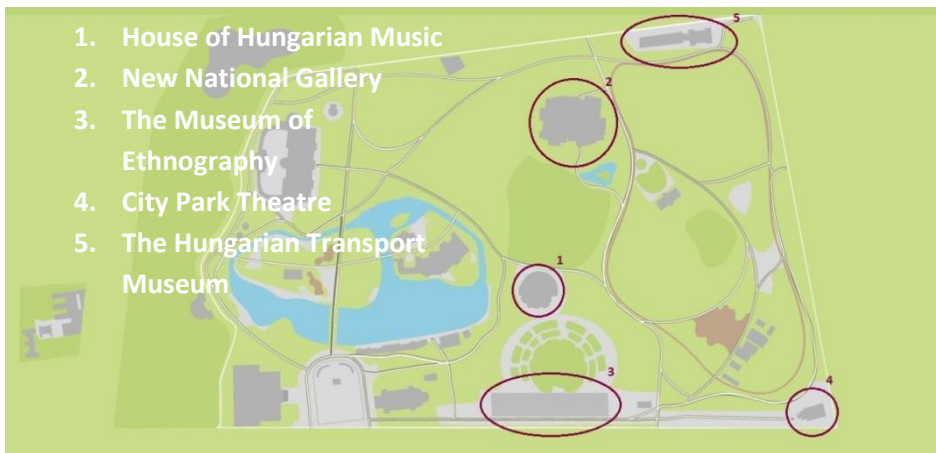 1. House of Hungarian Music
2. New National Gallery
3. The Museum of
Ethnography
4. City Park Theatre
5. The Hungarian Transport
Museum
5
2
1
3
4